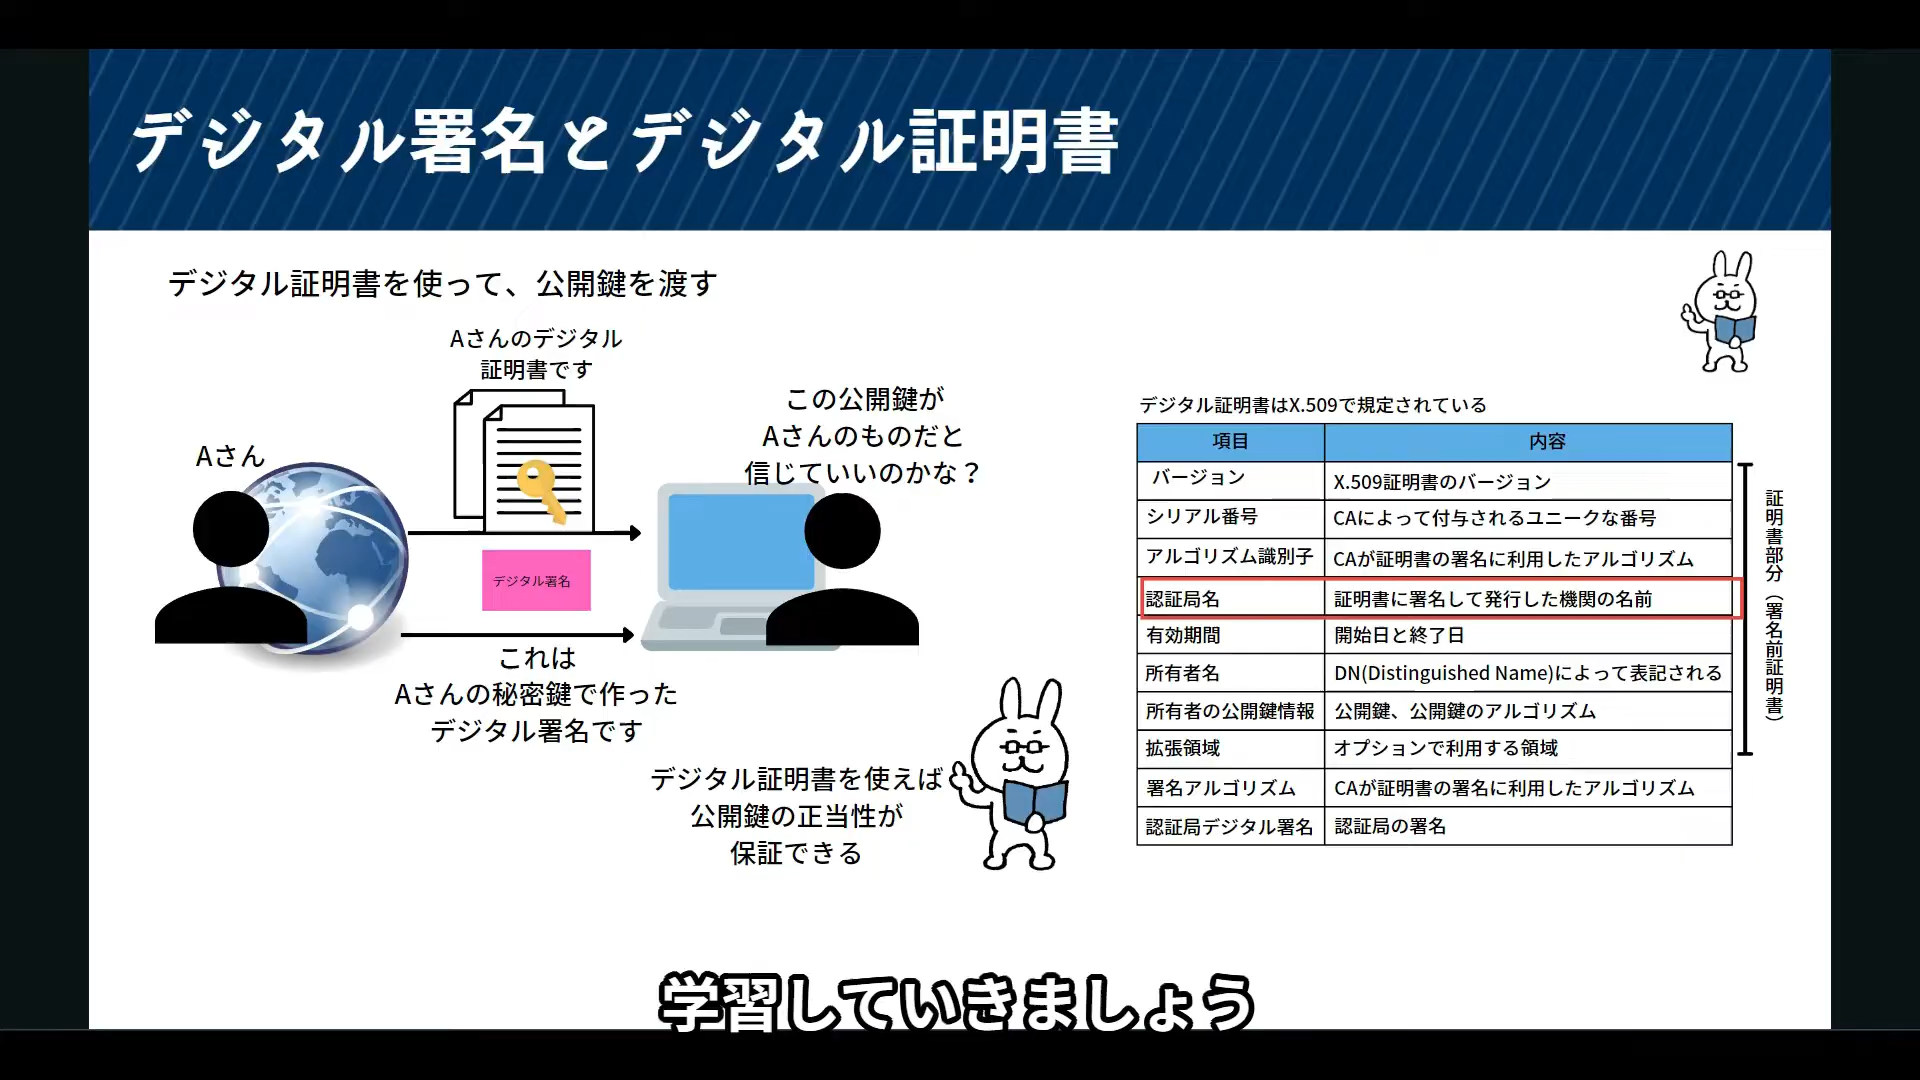 デジタル署名とデジタル証明書
デジタル証明書を使って、公開鍵を渡す
Aさんのデジタル
証明書です
Aさん
この公開鍵が
Aさんのものだと
信じていいのかな？
デジタル署名
これは
Aさんの秘密鍵で作った
デジタル署名です
デジタル証明書を使えば
公開鍵の正当性が
保証できる
デジタル証明書はX.509で規定されている
項目 内容
バージョン X.509証明書のバージョン
シリアル番号 CAによって付与されるユニークな番号
アルゴリズム識別子 CAが証明書の署名に利用したアルゴリズム
認証局名 証明書に署名して発行した機関の名前
有効期間 開始日と終了日
所有者名 DN(Distinguished Name)によって表記される
所有者の公開鍵情報 公開鍵、公開鍵のアルゴリズム
拡張領域 オプションで利用する領域
署名アルゴリズム CAが証明書の署名に利用したアルゴリズム
認証局デジタル署名 認証局の署名
証明書部分（署名前証明書）
学習していきましょう